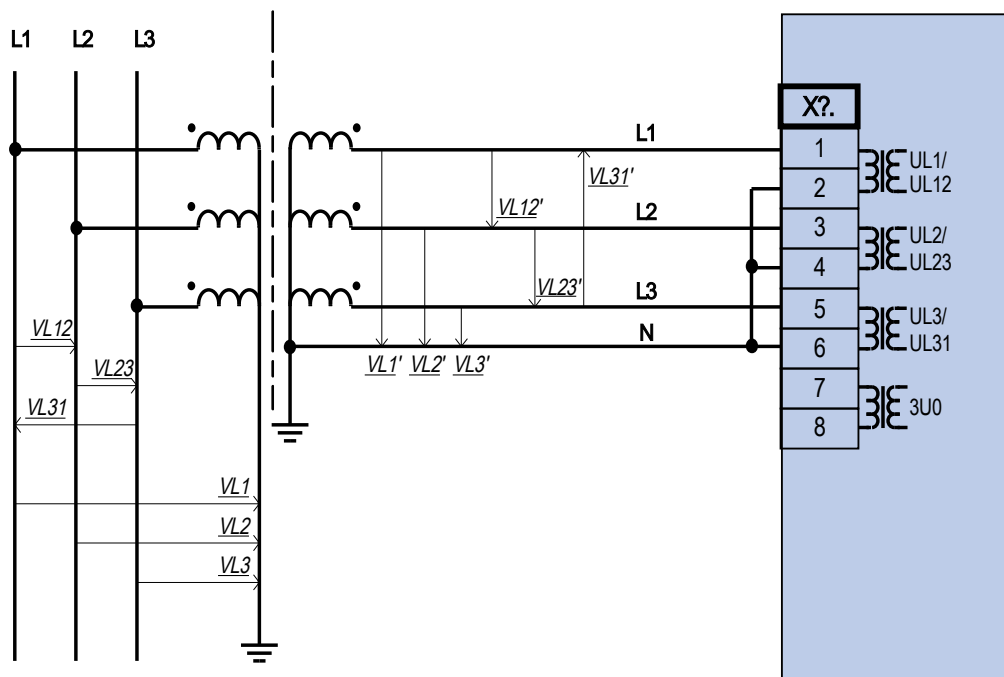 L1 L2 L3
X?.
L1
1
UL1/
UL12
VL31'
2
VL12'
L2
3
UL2/
UL23
4
VL23'
L3
5
UL3/
UL31
VL12
N
6
VL23
VL1' VL2' VL3'
7
3U0
VL31
8
VL1
VL2
VL3